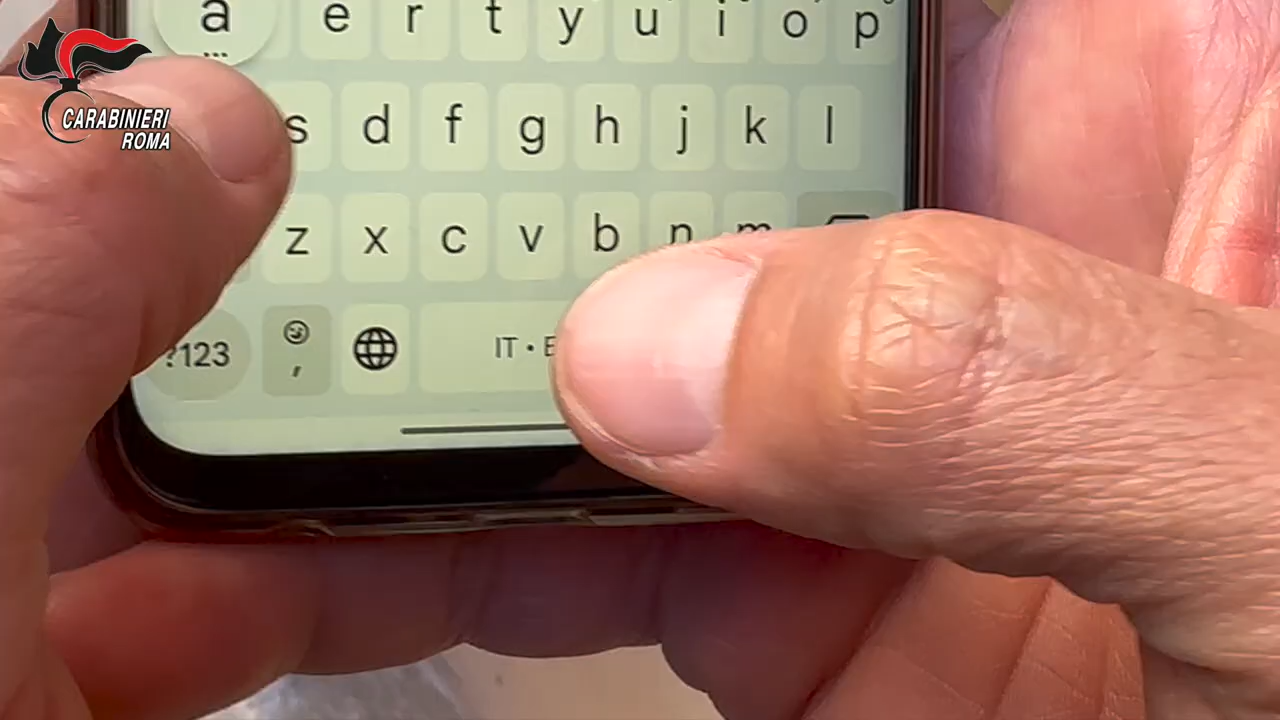 CARABINIERI
ROMA
a e r t y u i o p
...
s d f g h j k l
z x c v b n m
?123 , IT •